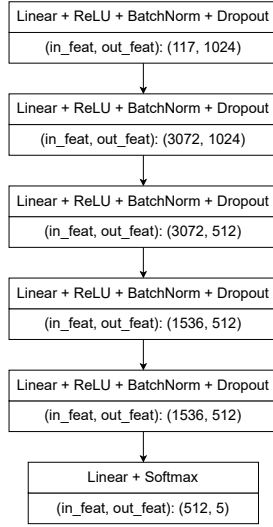 Linear + ReLU + BatchNorm + Dropout
(in_feat, out_feat): (117, 1024)
Linear + ReLU + BatchNorm + Dropout
(in_feat, out_feat): (3072, 1024)
Linear + ReLU + BatchNorm + Dropout
(in_feat, out_feat): (3072, 512)
Linear + ReLU + BatchNorm + Dropout
(in_feat, out_feat): (1536, 512)
Linear + ReLU + BatchNorm + Dropout
(in_feat, out_feat): (1536, 512)
Linear + Softmax
(in_feat, out_feat): (512, 5)